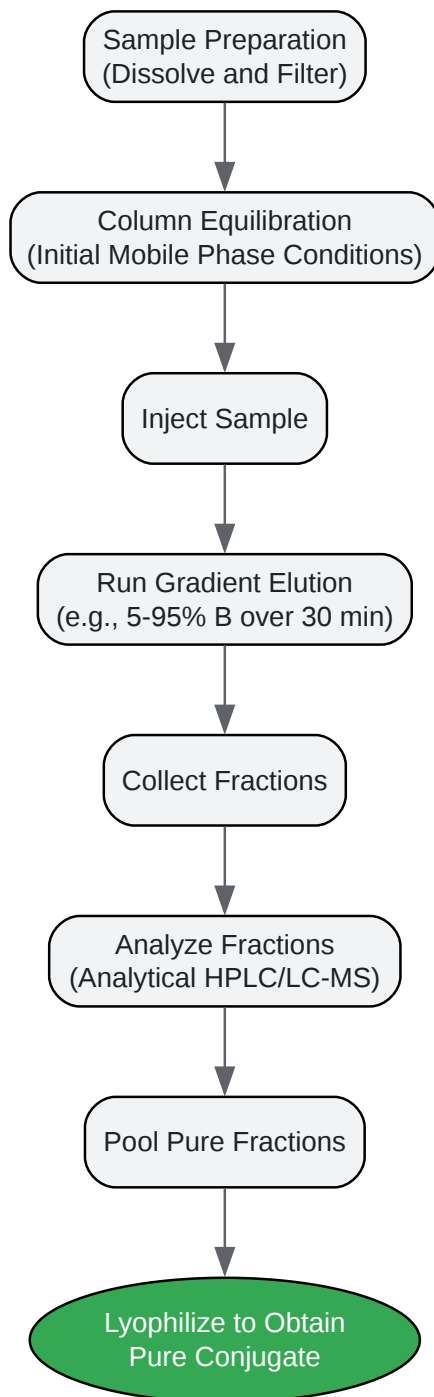 Sample Preparation
(Dissolve and Filter)
Column Equilibration
(Initial Mobile Phase Conditions)
Inject Sample
Run Gradient Elution
(e.g., 5-95% B over 30 min)
Collect Fractions
Analyze Fractions
(Analytical HPLC/LC-MS)
Pool Pure Fractions
Lyophilize to Obtain
Pure Conjugate